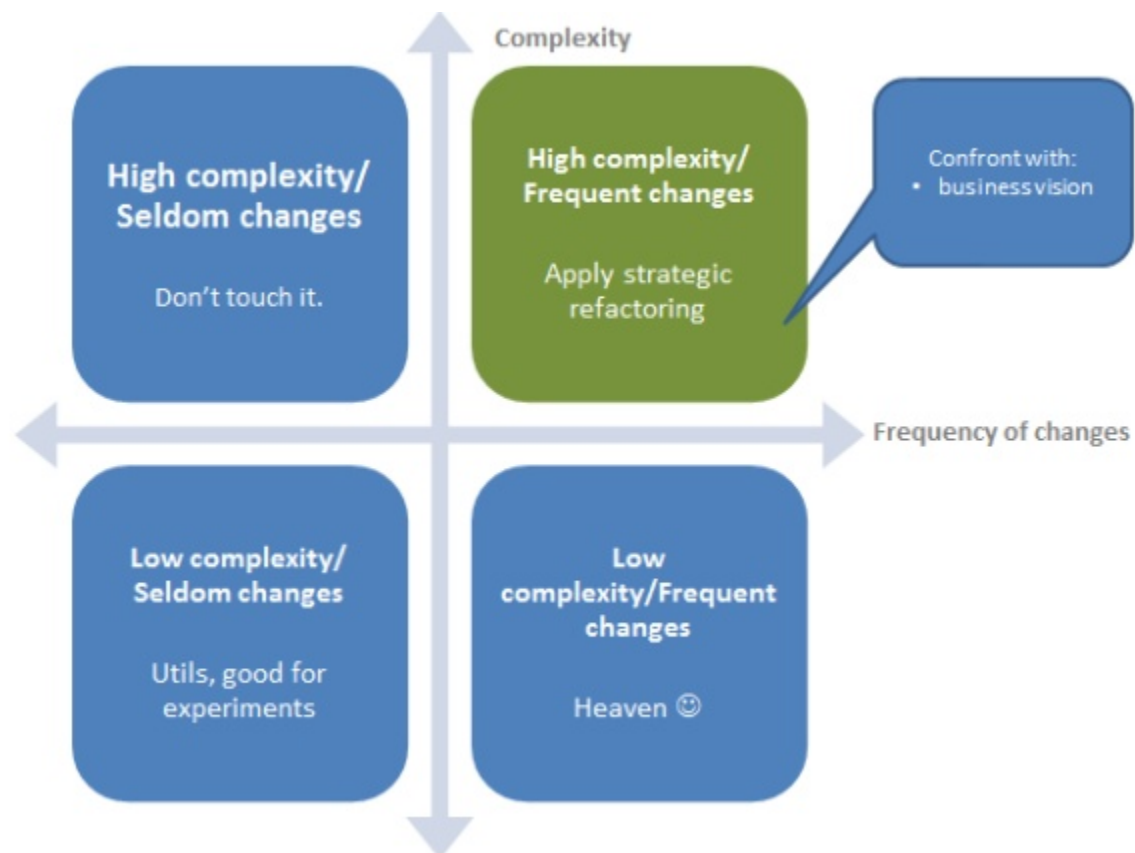 Complexity
High complexity/
Seldom changes
Don’t touch it.
High complexity/
Frequent changes
Apply strategic
refactoring
Confront with:
• business vision
Frequency of changes
Low complexity/
Seldom changes
Utils, good for
experiments
Low
complexity/Frequent
changes
Heaven ☺